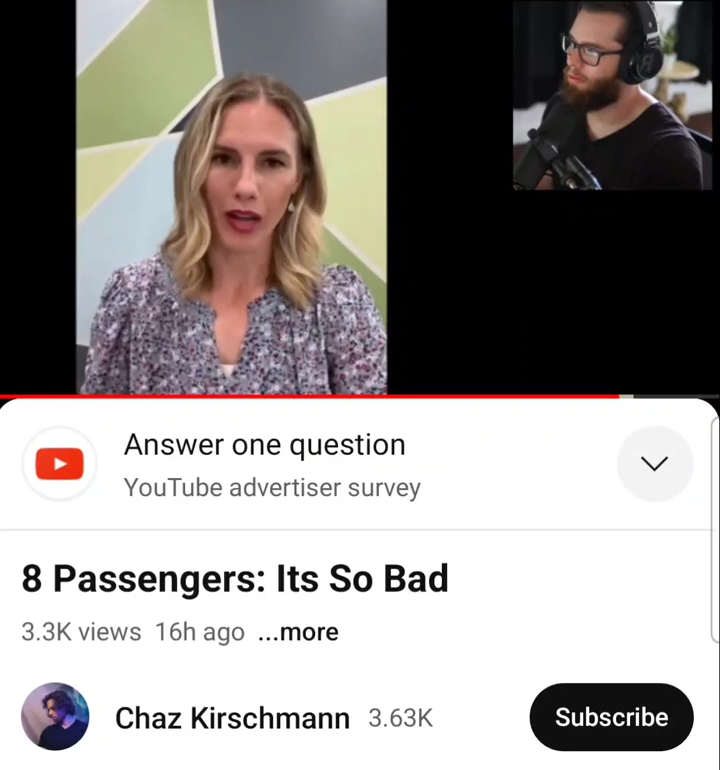 Answer one question
YouTube advertiser survey
8 Passengers: Its So Bad
3.3K views 16h ago ...more
Chaz Kirschmann 3.63K
Subscribe